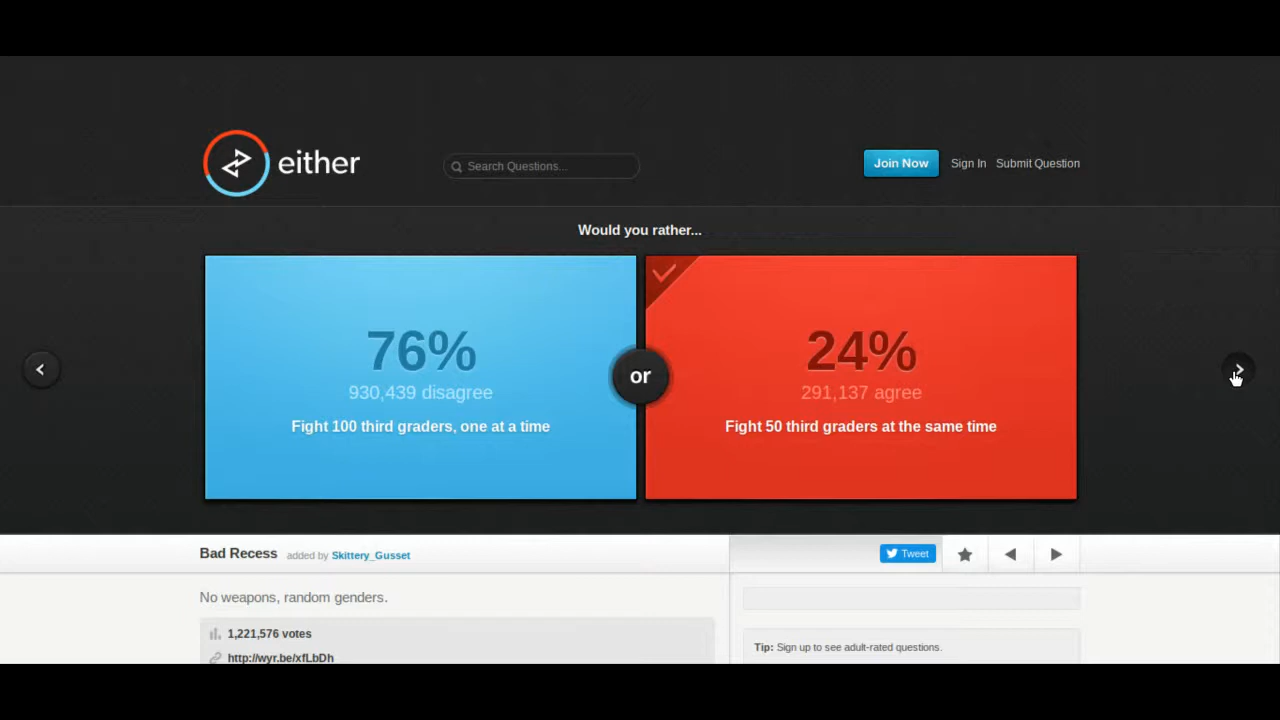 either
Search Questions...
Join Now
Sign In
Submit Question
Would you rather...
76%
930,439 disagree
Fight 100 third graders, one at a time
or
24%
291,137 agree
Fight 50 third graders at the same time
Bad Recess added by Skittery_Gusset
Tweet
No weapons, random genders.
1,221,576 votes
http://wyr.be/xfLbDh
Tip: Sign up to see adult-rated questions.